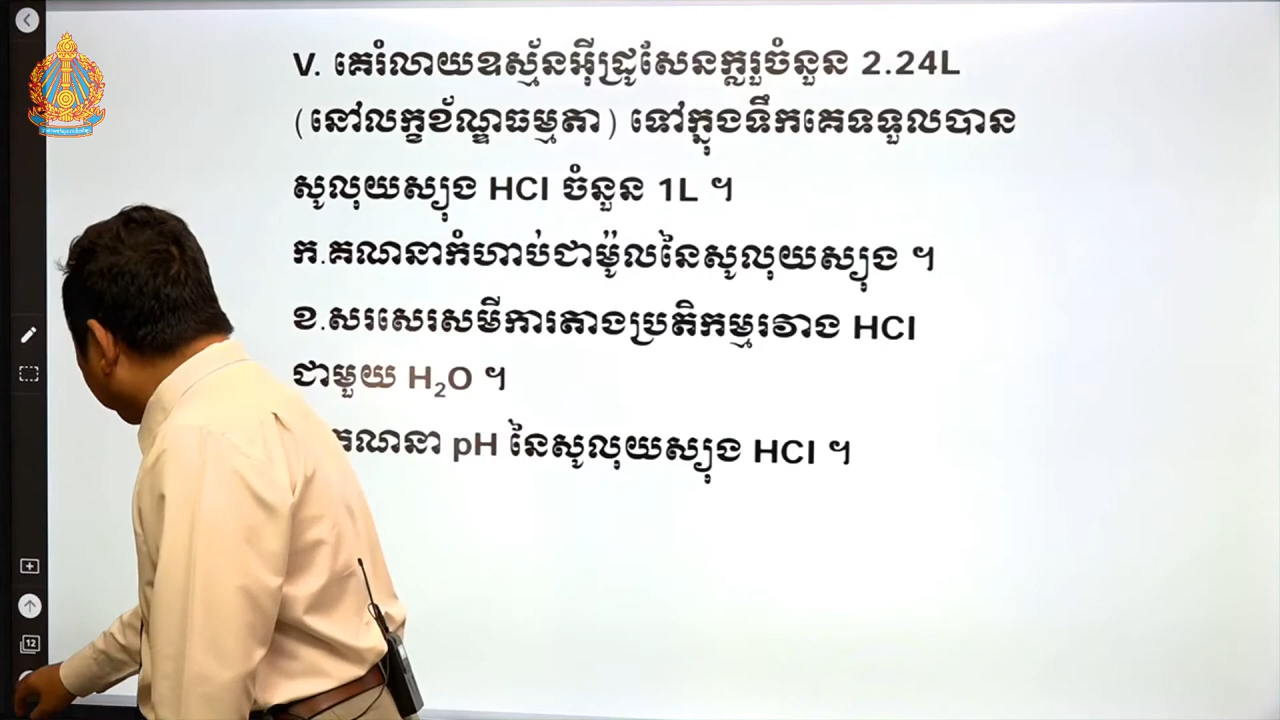 V. គេរំលាយឧស្ម័នអ៊ីដ្រូសែនក្លរួចំនួន 2.24L
(នៅលក្ខខ័ណ្ឌធម្មតា) ទៅក្នុងទឹកគេទទួលបាន
សូលុយស្យុង HCl ចំនួន 1L ។
ក.គណនាកំហាប់ជាម៉ូលនៃសូលុយស្យុង ។
ខ.សរសេរសមីការតាងប្រតិកម្មរវាង HCl
ជាមួយ H₂O ។
គណនា pH នៃសូលុយស្យុង HCl ។
12